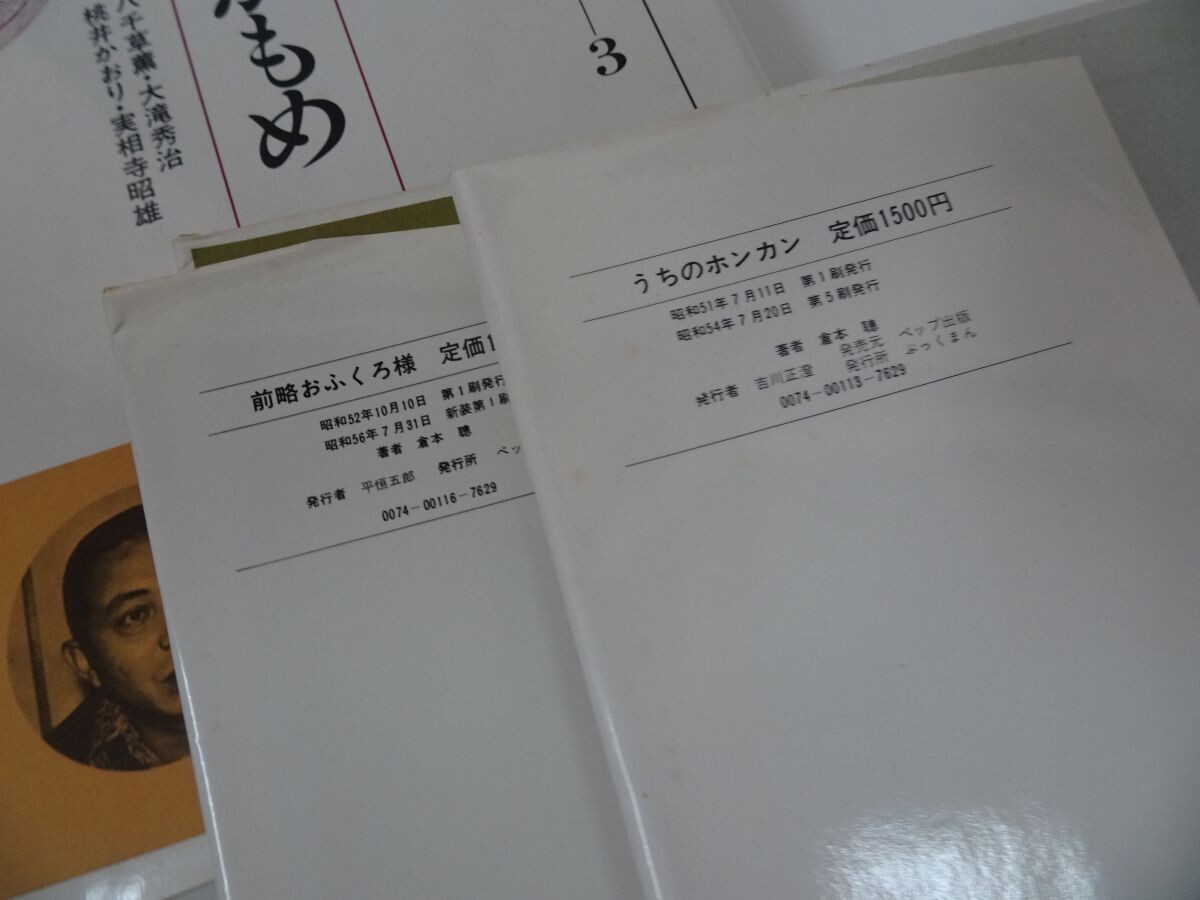 八千草薫・大滝秀治
桃井かおり・実相寺昭雄
もめ
3
うちのホンカン　定価1500円
昭和51年7月11日　第1刷発行
昭和54年7月20日　第5刷発行
著者　倉本　聰
発売元　ペップ出版
発行者　吉川正澄　発行所　ぶっくまん
0074-00113-7629
前略おふくろ様　定価1
昭和52年10月10日　第1刷発行
昭和56年7月31日　新装第1刷
著者　倉本　聰
発行者　平恒五郎　発行所　ペッ
0074-00116-7629